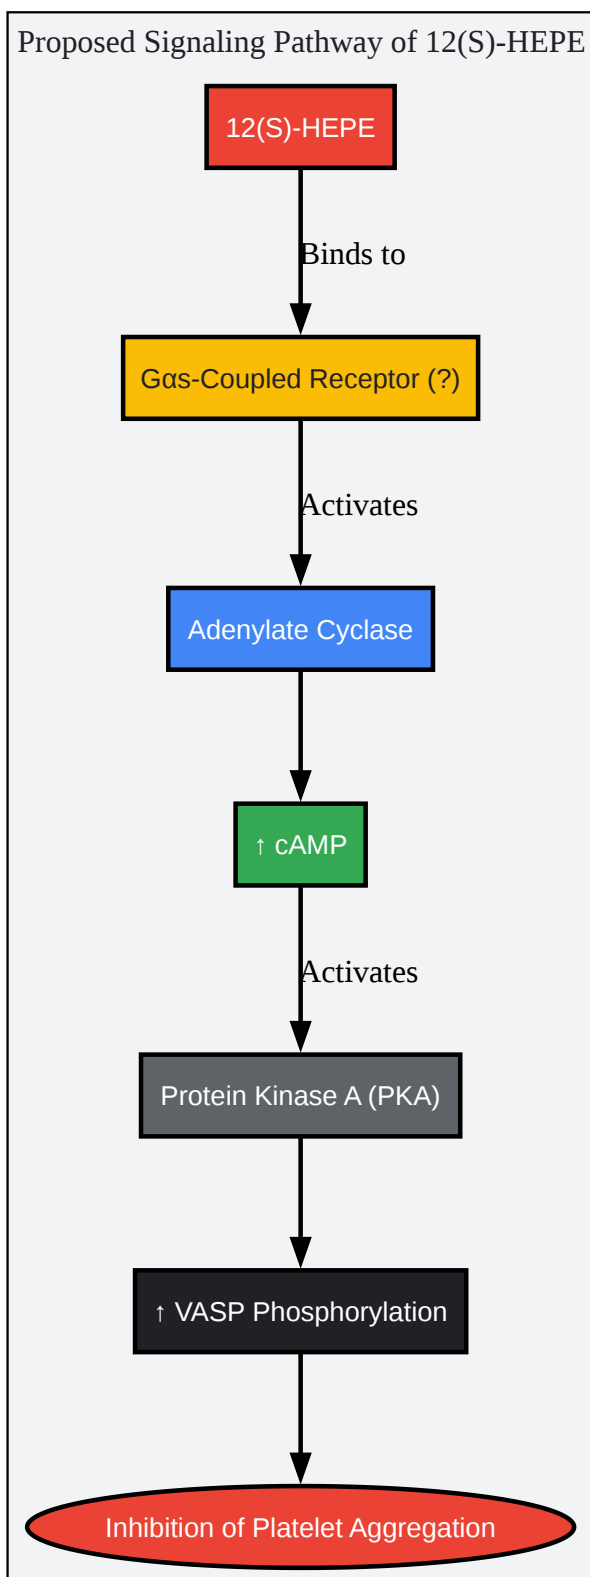 Proposed Signaling Pathway of 12(S)-HEPE
12(S)-HEPE
Binds to
Gαs-Coupled Receptor (?)
Activates
Adenylate Cyclase
↑ cAMP
Activates
Protein Kinase A (PKA)
↑ VASP Phosphorylation
Inhibition of Platelet Aggregation